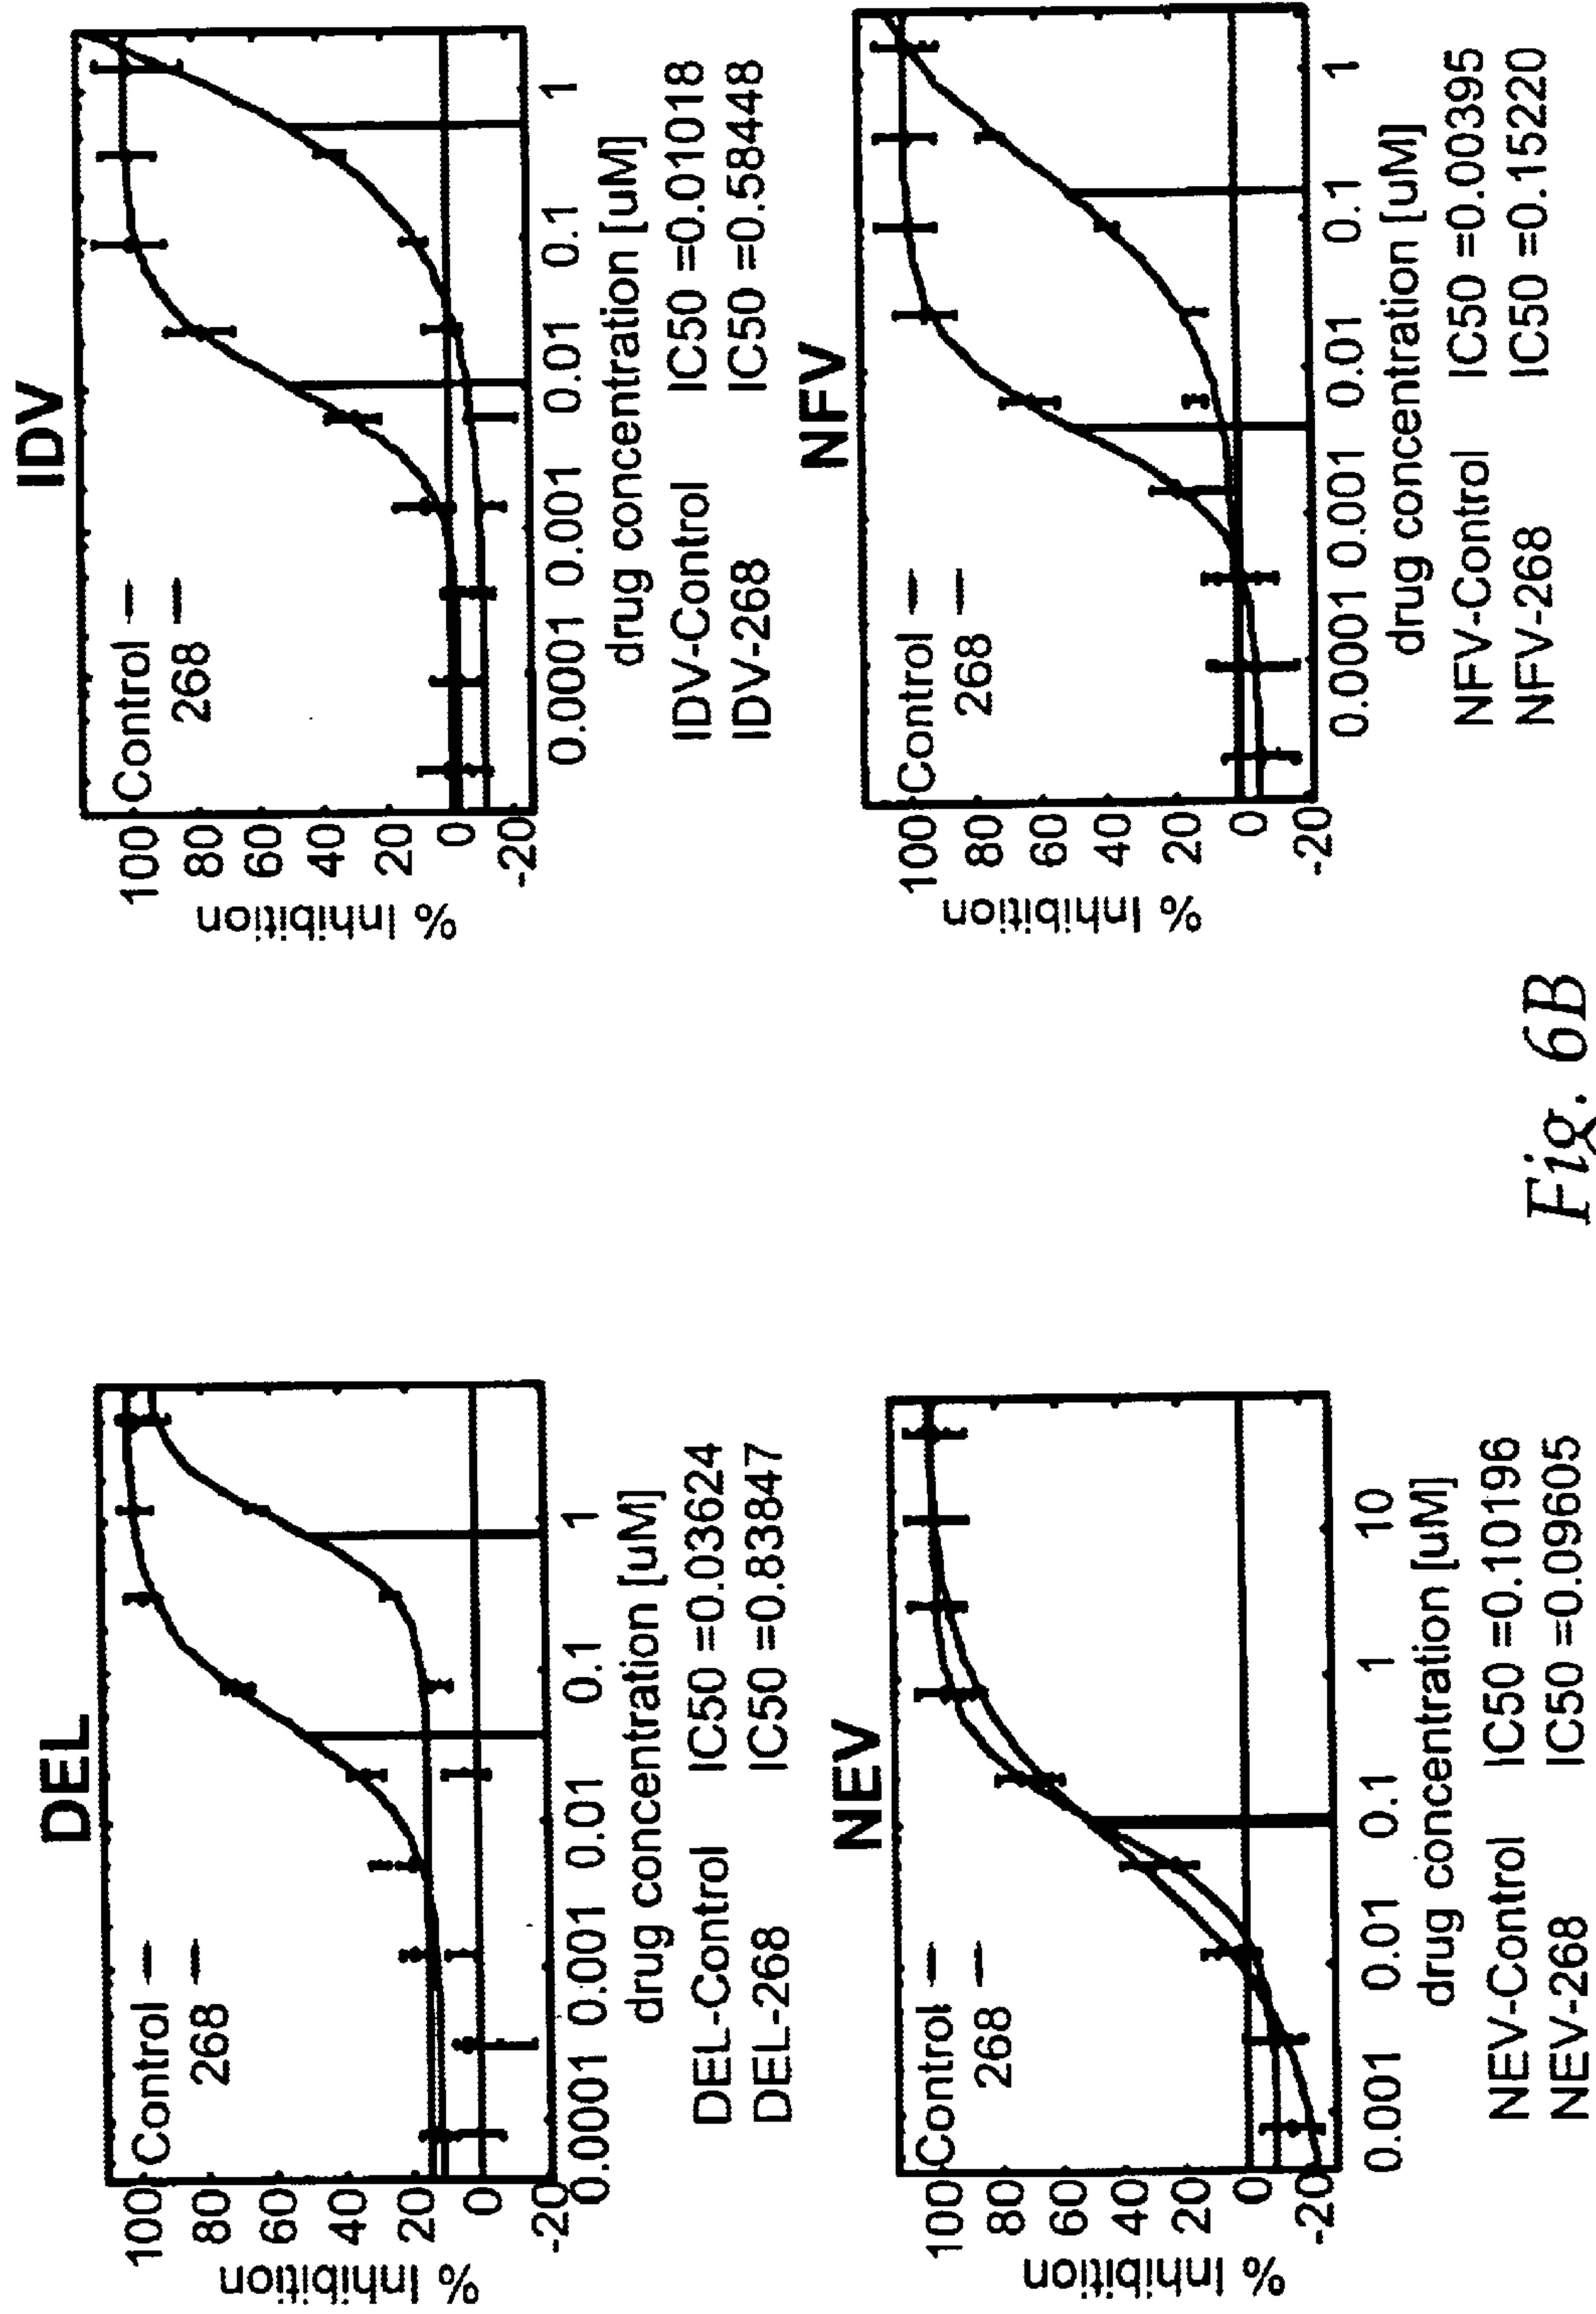 DEL
Control
268
100
80
60
40
20
0
-20
% Inhibition
0.0001 0.001 0.01 0.1 1
drug concentration [uM]
DEL-Control IC50 =0.03624
DEL-268 IC50 =0.83847
IDV
Control
268
100
80
60
40
20
0
-20
% Inhibition
0.0001 0.001 0.01 0.1 1
drug concentration [uM]
IDV-Control IC50 =0.01018
IDV-268 IC50 =0.58448
NEV
Control
268
100
80
60
40
20
0
-20
% Inhibition
0.001 0.01 0.1 1 10
drug concentration [uM]
NEV-Control IC50 =0.10196
NEV-268 IC50 =0.09605
NFV
Control
268
100
80
60
40
20
0
-20
% Inhibition
0.0001 0.001 0.01 0.1 1
drug concentration [uM]
NFV-Control IC50 =0.00395
NFV-268 IC50 =0.15220
Fig. 6B